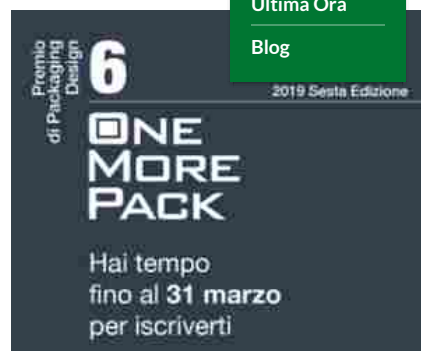 Ultima Ora
Blog
Premio
di Packaging
Design
6
2019 Sesta Edizione
ONE
MORE
PACK
Hai tempo
fino al 31 marzo
per iscriverti